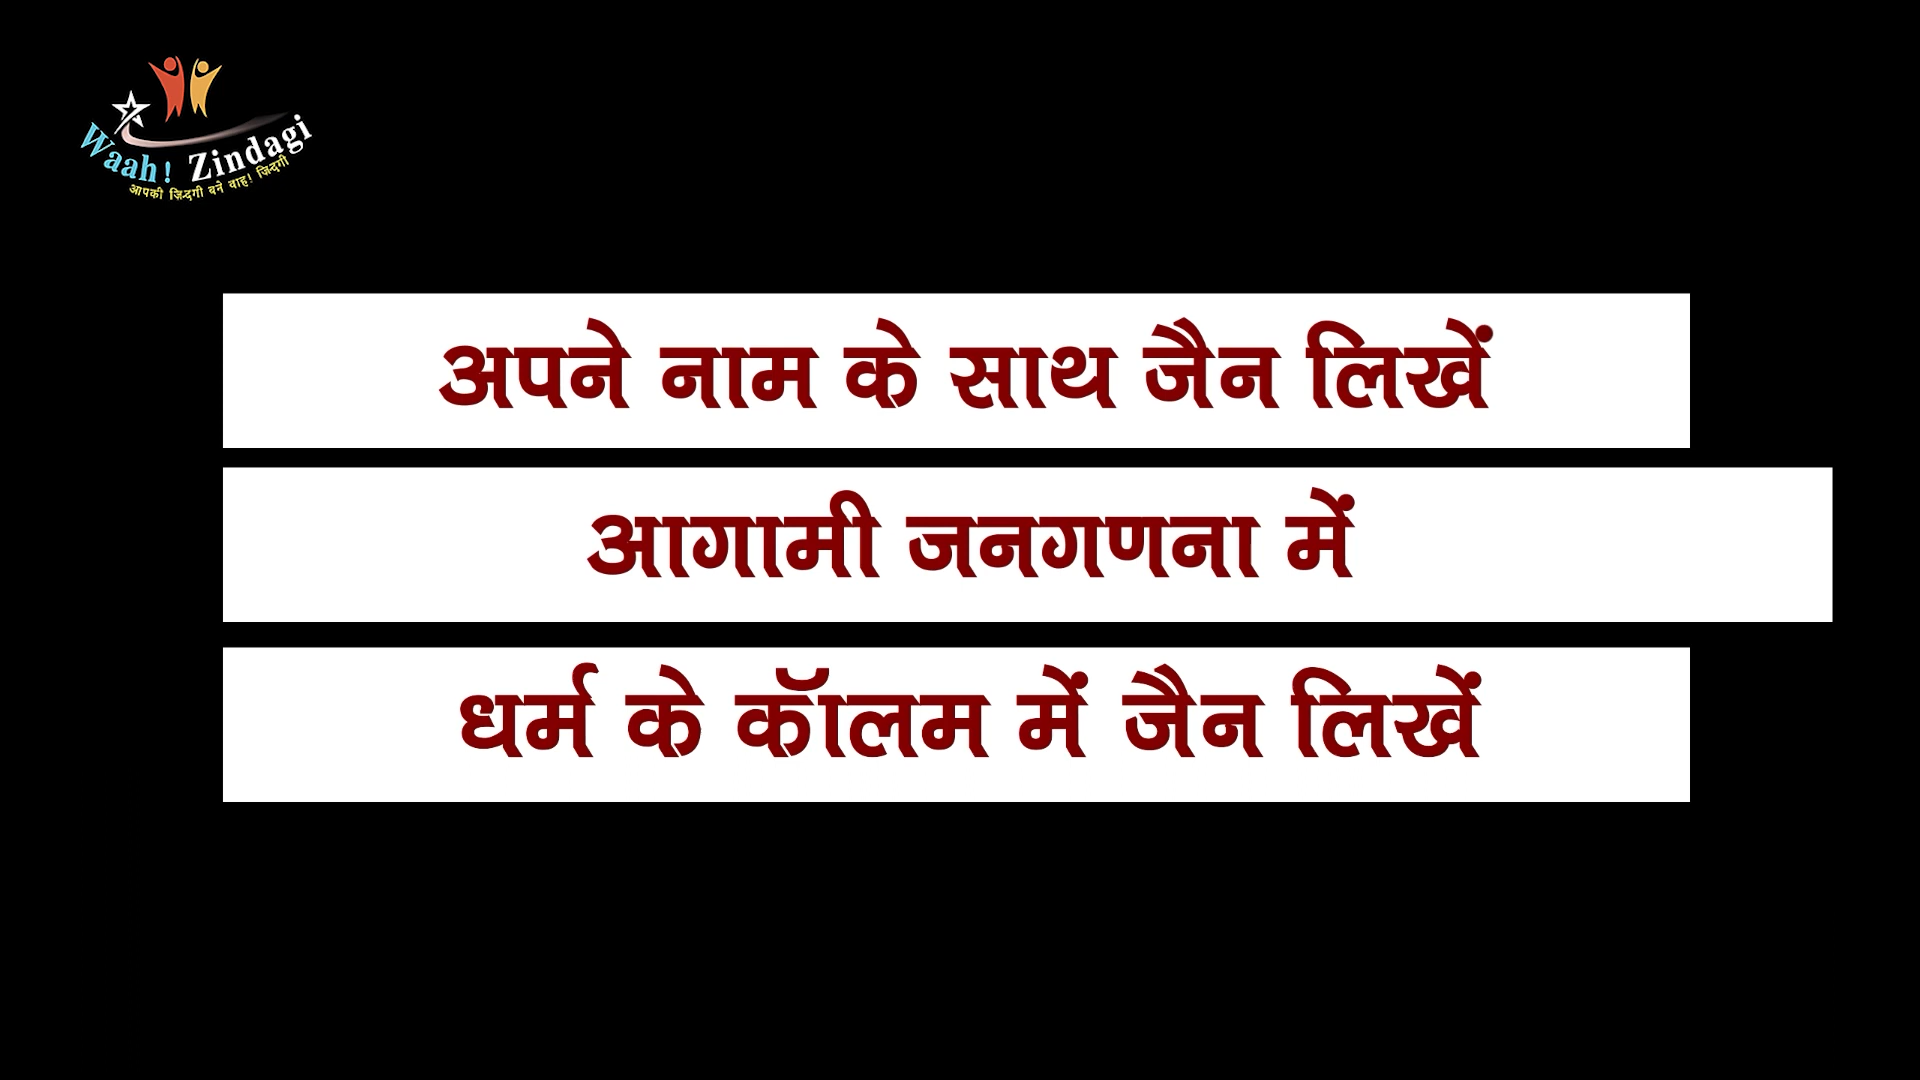 Waah! Zindagi
आपकी ज़िन्दगी बने वाह! जिन्दगी
अपने नाम के साथ जैन लिखें
आगामी जनगणना में
धर्म के कॉलम में जैन लिखें